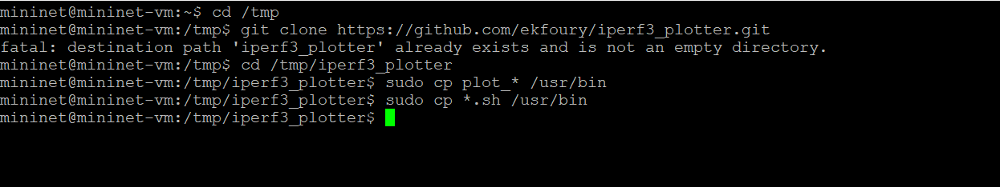 mininet@mininet-vm:~$ cd /tmp
mininet@mininet-vm:/tmp$ git clone https://github.com/ekfoury/iperf3_plotter.git
fatal: destination path 'iperf3_plotter' already exists and is not an empty directory.
mininet@mininet-vm:/tmp$ cd /tmp/iperf3_plotter
mininet@mininet-vm:/tmp/iperf3_plotter$ sudo cp plot_* /usr/bin
mininet@mininet-vm:/tmp/iperf3_plotter$ sudo cp *.sh /usr/bin
mininet@mininet-vm:/tmp/iperf3_plotter$